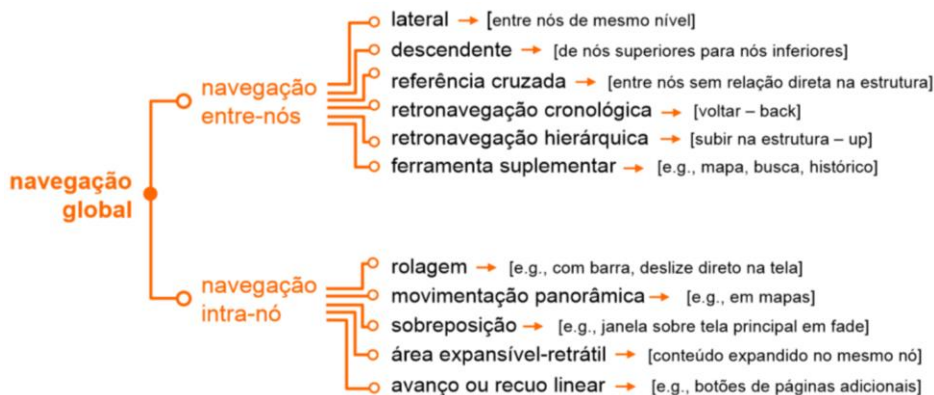 lateral → [entre nós de mesmo nível]
descendente → [de nós superiores para nós inferiores]
navegação
entre-nós
referência cruzada → [entre nós sem relação direta na estrutura]
retronavegação cronológica → [voltar – back]
retronavegação hierárquica → [subir na estrutura – up]
ferramenta suplementar → [e.g., mapa, busca, histórico]
navegação
global
rolagem → [e.g., com barra, deslize direto na tela]
navegação
intra-nó
movimentação panorâmica → [e.g., em mapas]
sobreposição → [e.g., janela sobre tela principal em fade]
área expansível-retrátil → [conteúdo expandido no mesmo nó]
avanço ou recuo linear → [e.g., botões de páginas adicionais]